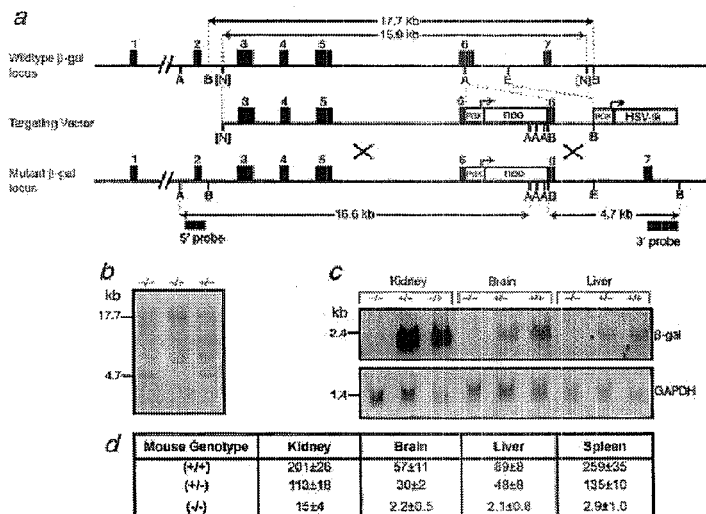 a
17.7 kb
15.9 kb
1 2 3 4 5 6 7
Wildtype β-gal locus
A B [N] A E [N] B
3 4 5 6 neo 6
Targeting Vector
HSV-tk
[N] A A A B B
1 2 3 4 5 6 neo 6 7
Mutant β-gal locus
A B A A A B E B
16.6 kb 4.7 kb
5' probe 3' probe
b
-/- +/+ +/-
kb
17.7
4.7
c
Kidney Brain Liver
-/- +/- +/+ -/- +/- +/+ -/- +/- +/+
kb
2.4 β-gal
1.4 GAPDH
d
Mouse Genotype Kidney Brain Liver Spleen
(+/+) 201±26 57±11 89±8 259±35
(+/-) 113±18 30±2 48±8 135±10
(-/-) 15±4 2.2±0.5 2.1±0.8 2.9±1.0